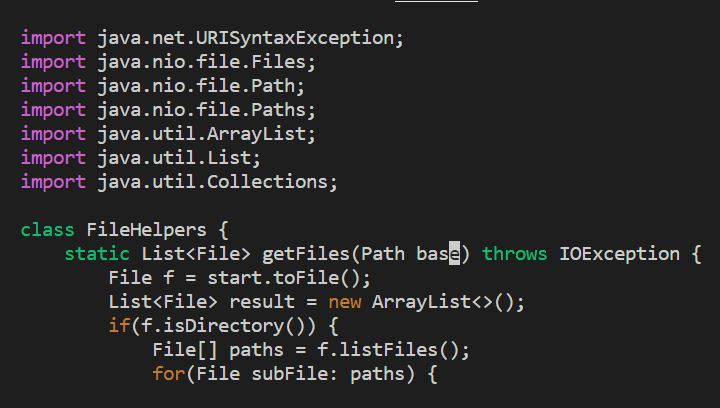 import java.net.URISyntaxException;
import java.nio.file.Files;
import java.nio.file.Path;
import java.nio.file.Paths;
import java.util.ArrayList;
import java.util.List;
import java.util.Collections;

class FileHelpers {
    static List<File> getFiles(Path base) throws IOException {
        File f = start.toFile();
        List<File> result = new ArrayList<>();
        if(f.isDirectory()) {
            File[] paths = f.listFiles();
            for(File subFile: paths) {